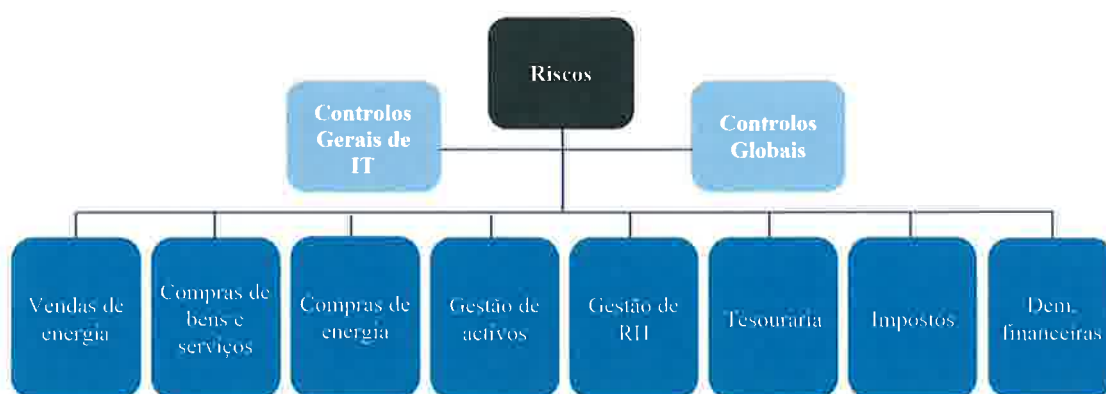 Riscos
Controlos
Gerais de
IT
Controlos
Globais
Vendas de
energia
Compras de
bens e
serviços
Compras de
energia
Gestão de
activos
Gestão de
RH
Tesouraria
Impostos
Dem.
financeiras